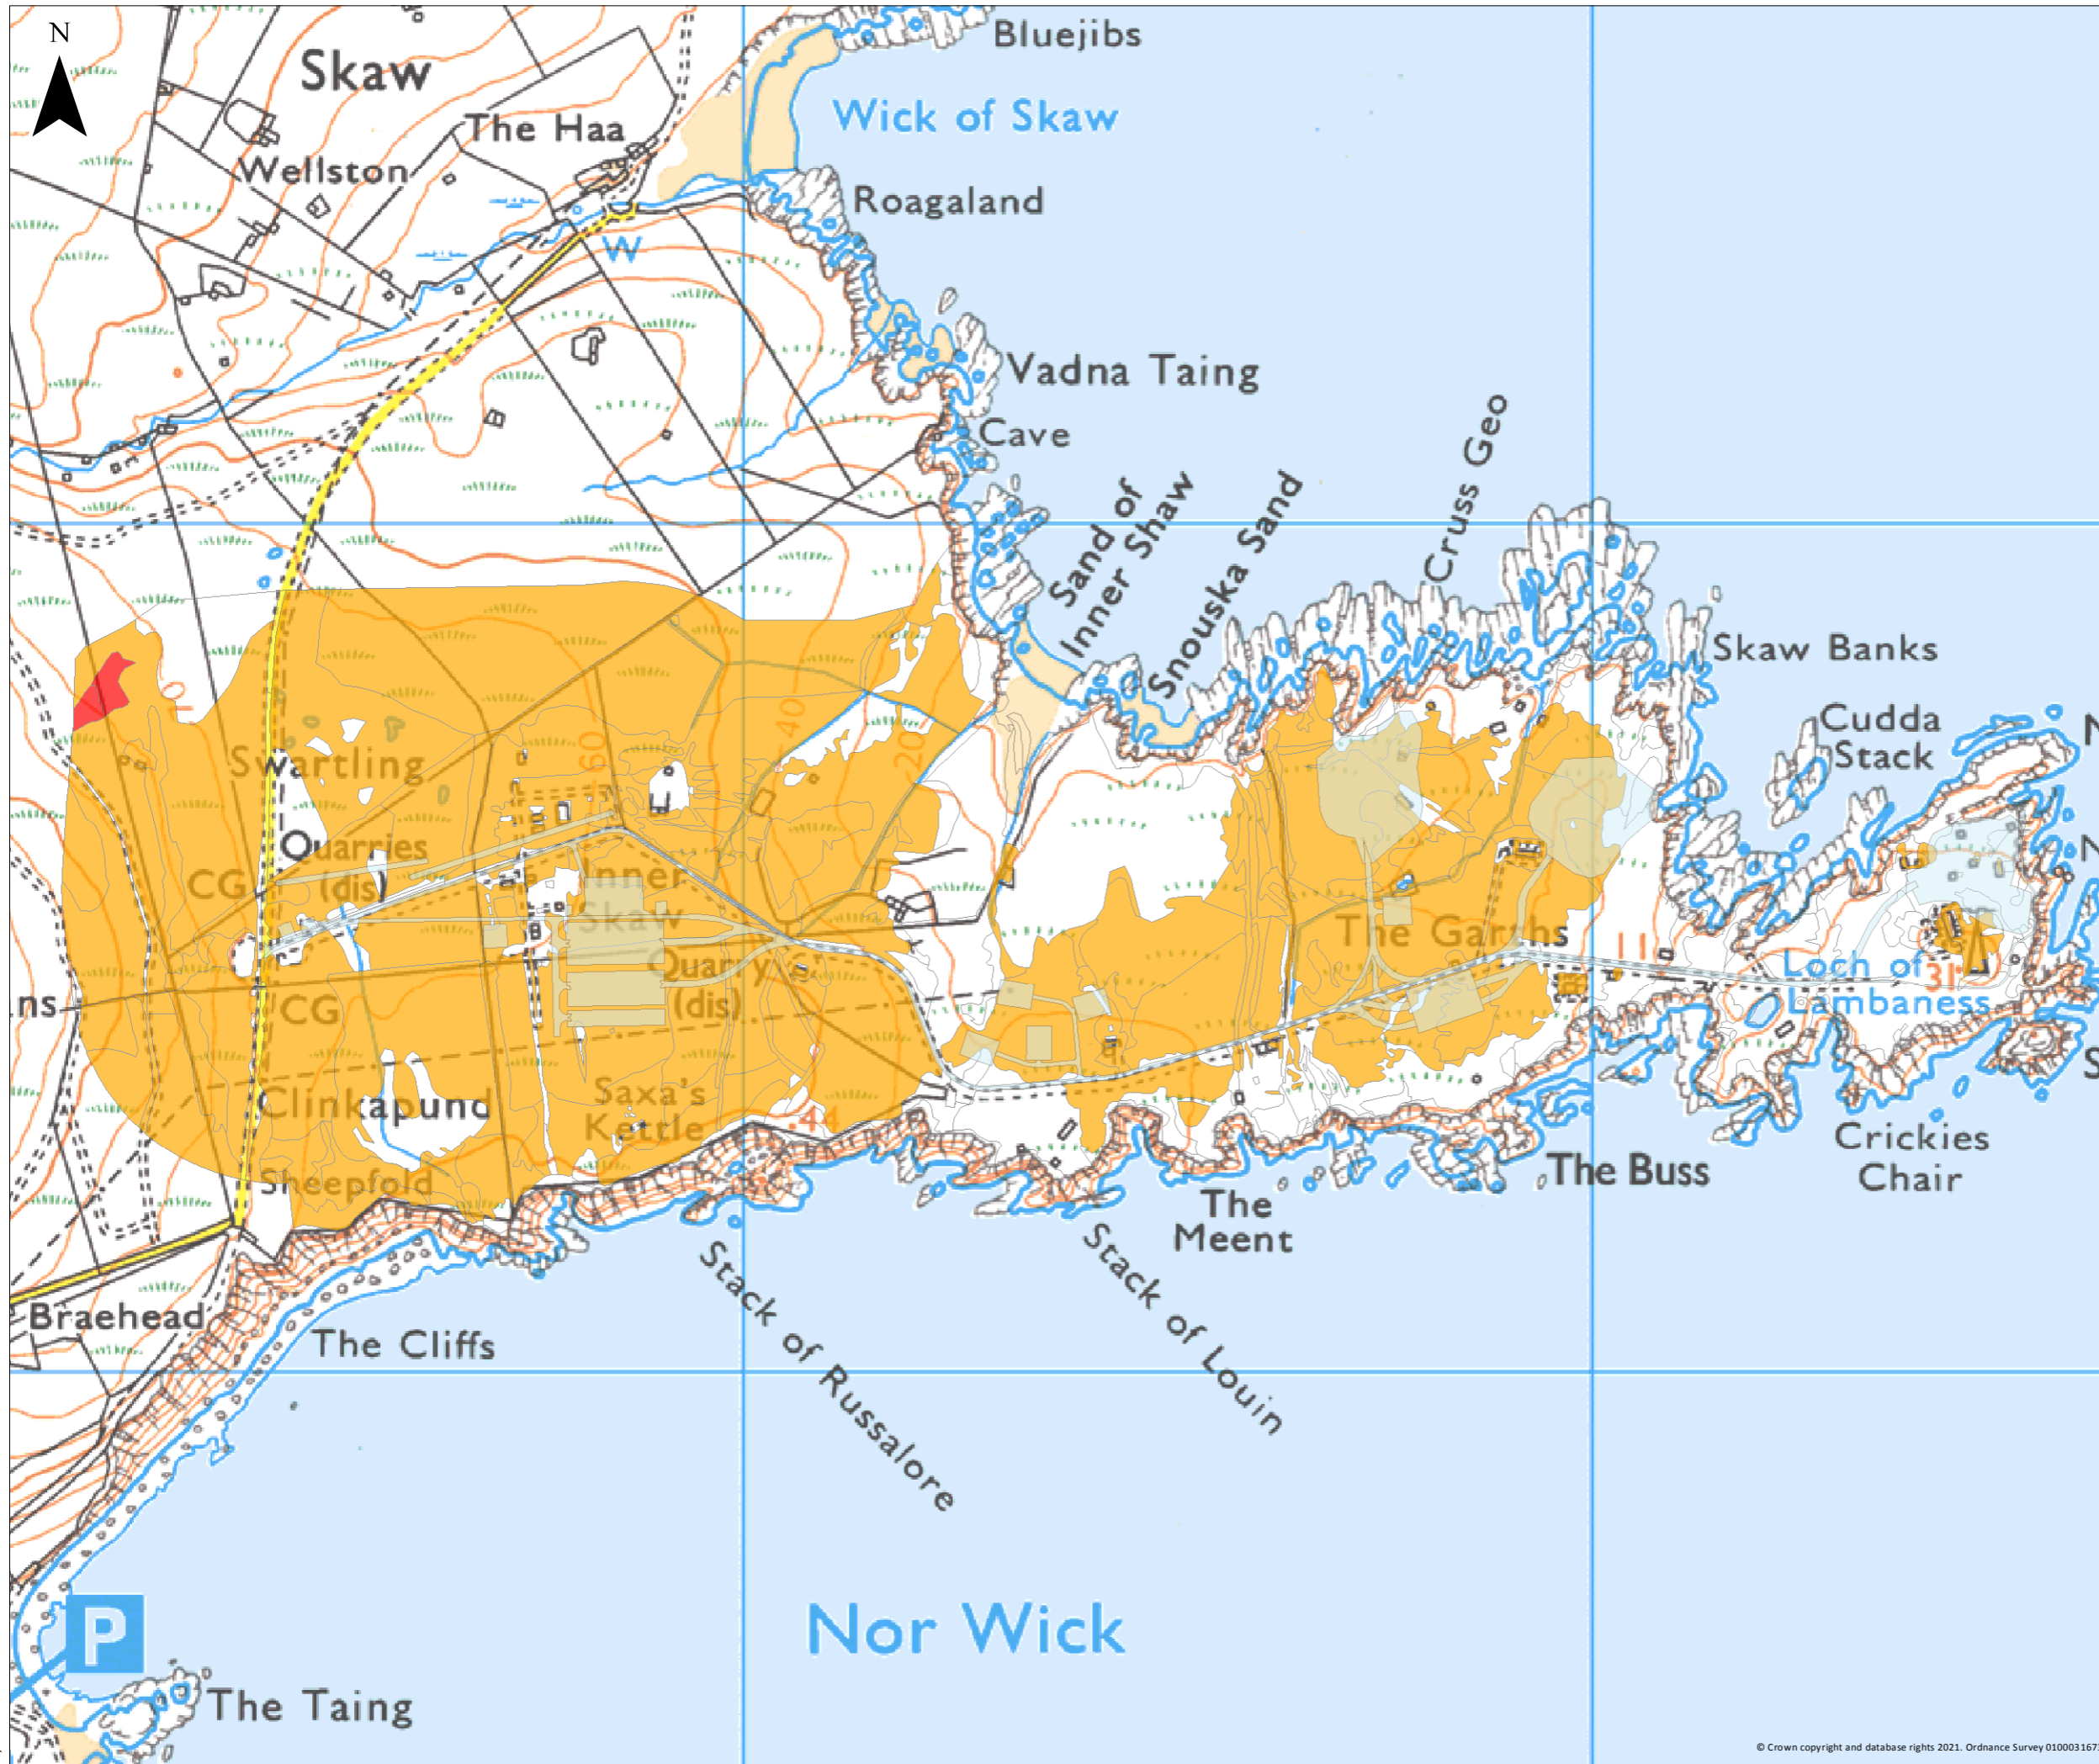 N
Bluejibs
Skaw
Wick of Skaw
The Haa
Wellston
Roagaland
W
Vadna Taing
Cave
Cruss Geo
Sand of
Inner Shaw
Snouska Sand
Skaw Banks
Cudda
Stack
N
Swartling
60
40
20
Quarries
(dis)
CG
Inner
Skaw
N
The Garths
11
Quarry
(dis)
Loch of
Lambaness
31
ns
CG
Clinkapund
Saxa's
Kettle
.44
S
Crickies
Chair
Sheepfold
The Buss
The
Meent
Stack of Russalore
Stack of Louin
Braehead
The Cliffs
Nor Wick
P
The Taing
© Crown copyright and database rights 2021. Ordnance Survey 010003167